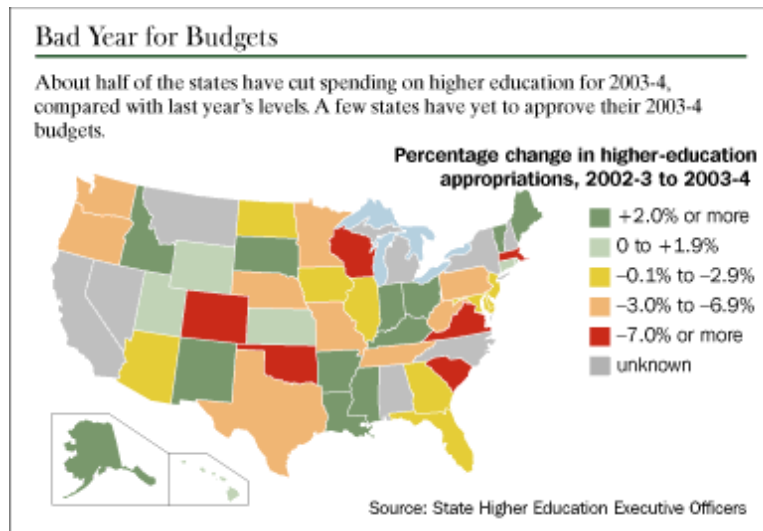 Bad Year for Budgets
About half of the states have cut spending on higher education for 2003-4,
compared with last year's levels. A few states have yet to approve their 2003-4
budgets.
Percentage change in higher-education
appropriations, 2002-3 to 2003-4
+2.0% or more
0 to +1.9%
–0.1% to –2.9%
–3.0% to –6.9%
–7.0% or more
unknown
Source: State Higher Education Executive Officers